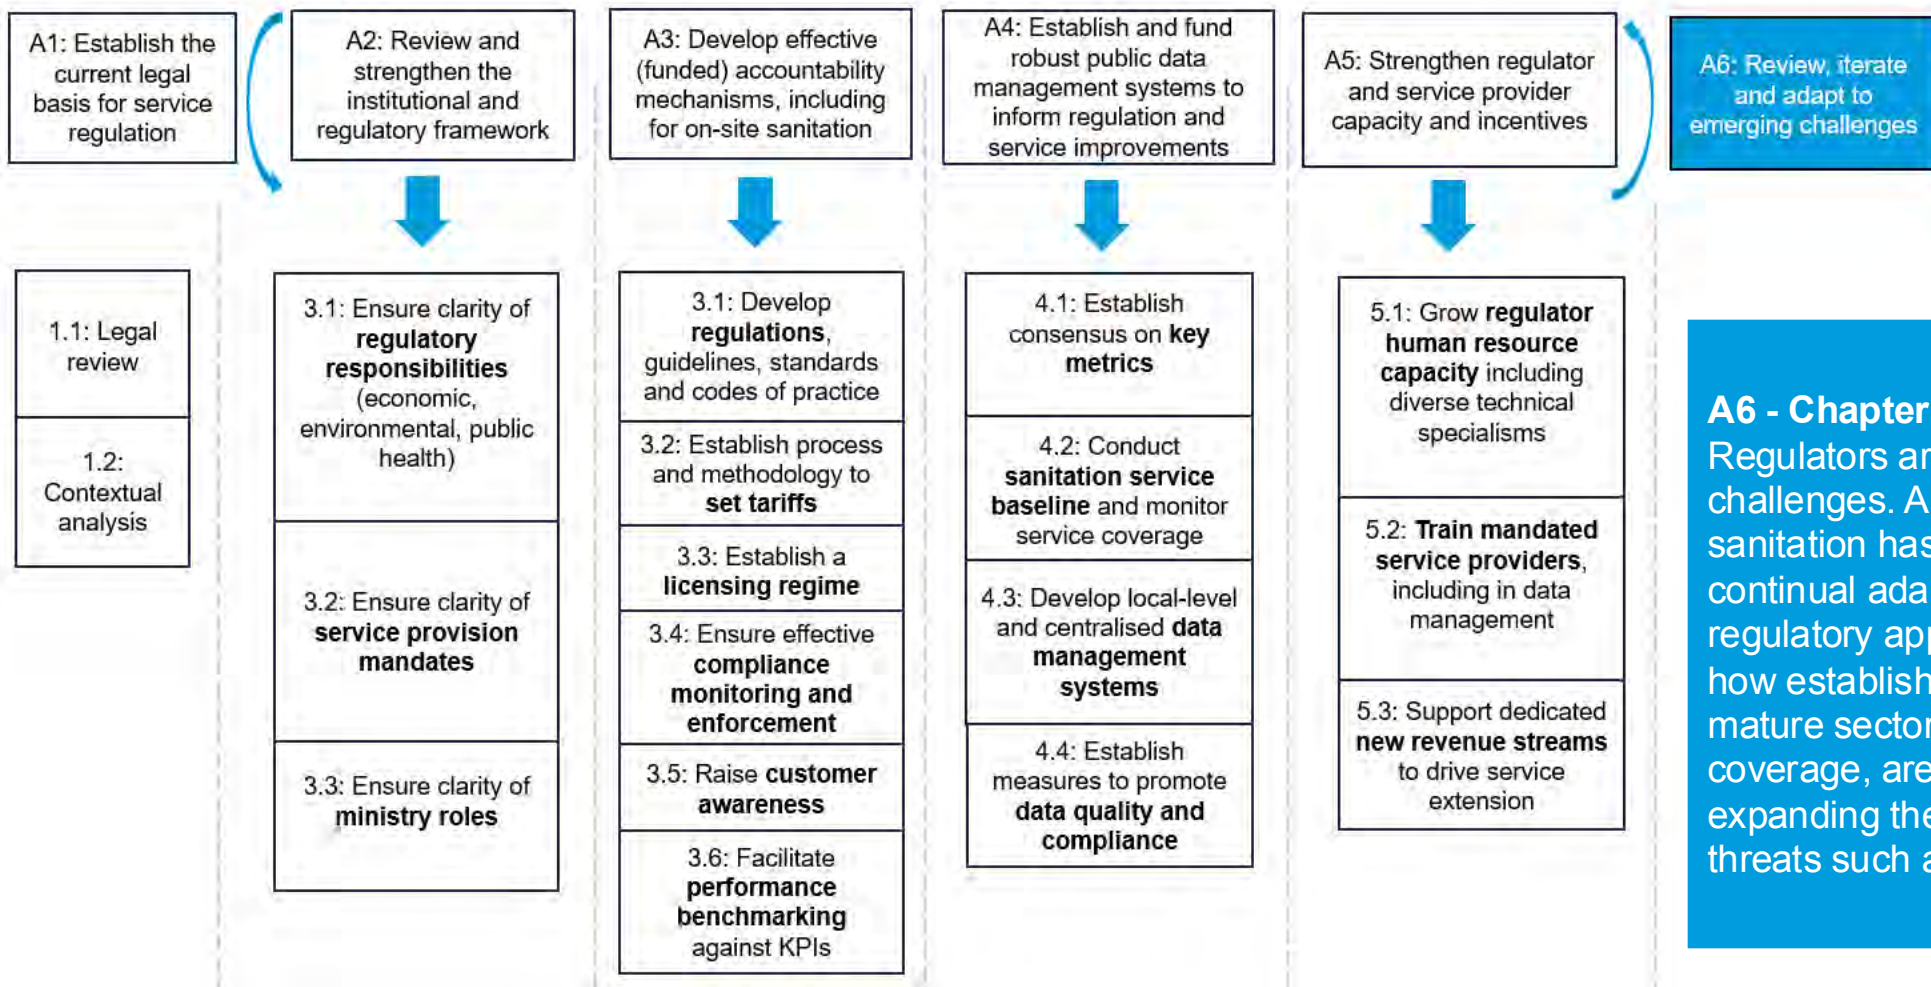 A1: Establish the
current legal
basis for service
regulation
A2: Review and
strengthen the
institutional and
regulatory framework
A3: Develop effective
(funded) accountability
mechanisms, including
for on-site sanitation
A4: Establish and fund
robust public data
management systems to
inform regulation and
service improvements
A5: Strengthen regulator
and service provider
capacity and incentives
A6: Review, iterate
and adapt to
emerging challenges
1.1: Legal
review
1.2:
Contextual
analysis
3.1: Ensure clarity of
regulatory
responsibilities
(economic,
environmental, public
health)
3.2: Ensure clarity of
service provision
mandates
3.3: Ensure clarity of
ministry roles
3.1: Develop
regulations,
guidelines, standards
and codes of practice
3.2: Establish process
and methodology to
set tariffs
3.3: Establish a
licensing regime
3.4: Ensure effective
compliance
monitoring and
enforcement
3.5: Raise customer
awareness
3.6: Facilitate
performance
benchmarking
against KPIs
4.1: Establish
consensus on key
metrics
4.2: Conduct
sanitation service
baseline and monitor
service coverage
4.3: Develop local-level
and centralised data
management
systems
4.4: Establish
measures to promote
data quality and
compliance
5.1: Grow regulator
human resource
capacity including
diverse technical
specialisms
5.2: Train mandated
service providers,
including in data
management
5.3: Support dedicated
new revenue streams
to drive service
extension
A6 - Chapter
Regulators
challenges.
sanitation has
continual
regulatory
how
mature
coverage, are
expanding
threats such